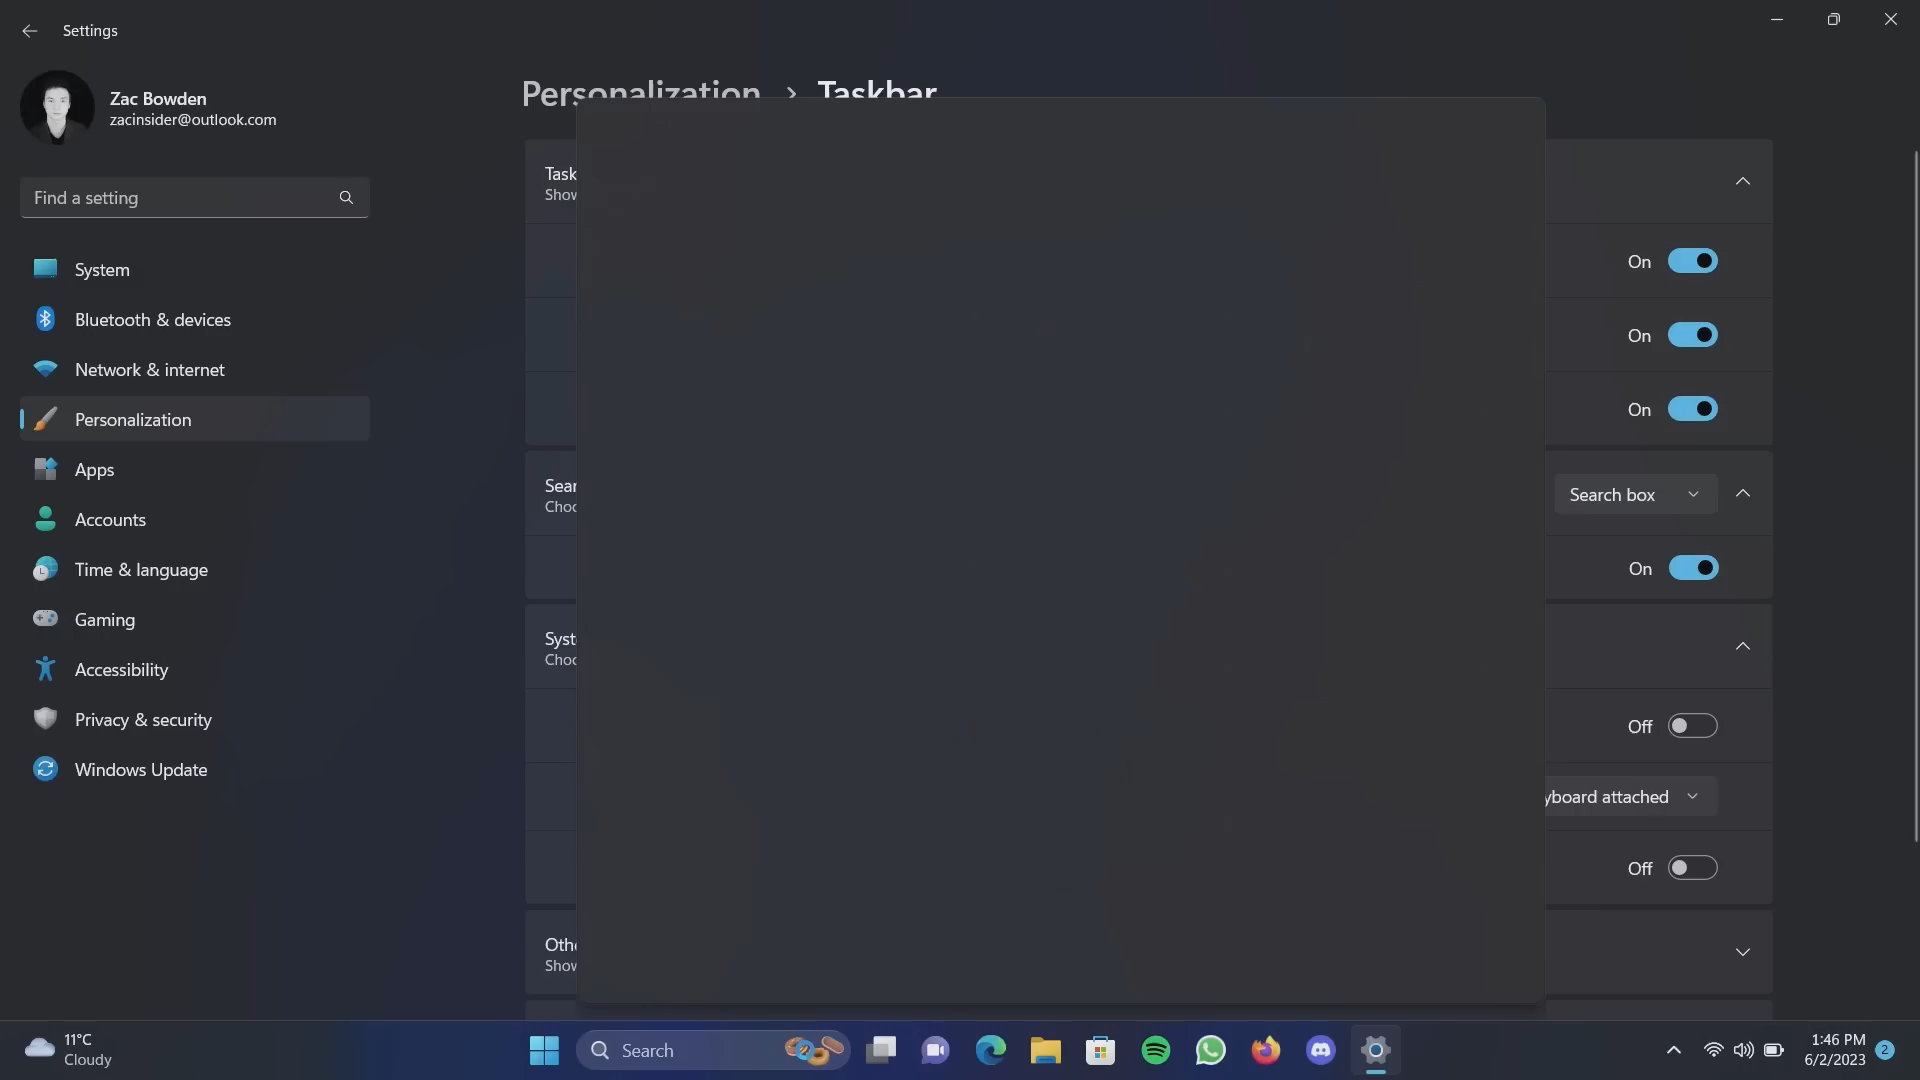 Settings
Zac Bowden
zacinsider@outlook.com
Find a setting
System
Bluetooth & devices
Network & internet
Personalization
Apps
Accounts
Time & language
Gaming
Accessibility
Privacy & security
Windows Update
Personalization > Taskbar
Task
Show
On
On
On
Sear
Choo
Search box
On
Syst
Choo
Off
yboard attached
Off
Othe
Show
11°C
Cloudy
Search
1:46 PM
6/2/2023
2